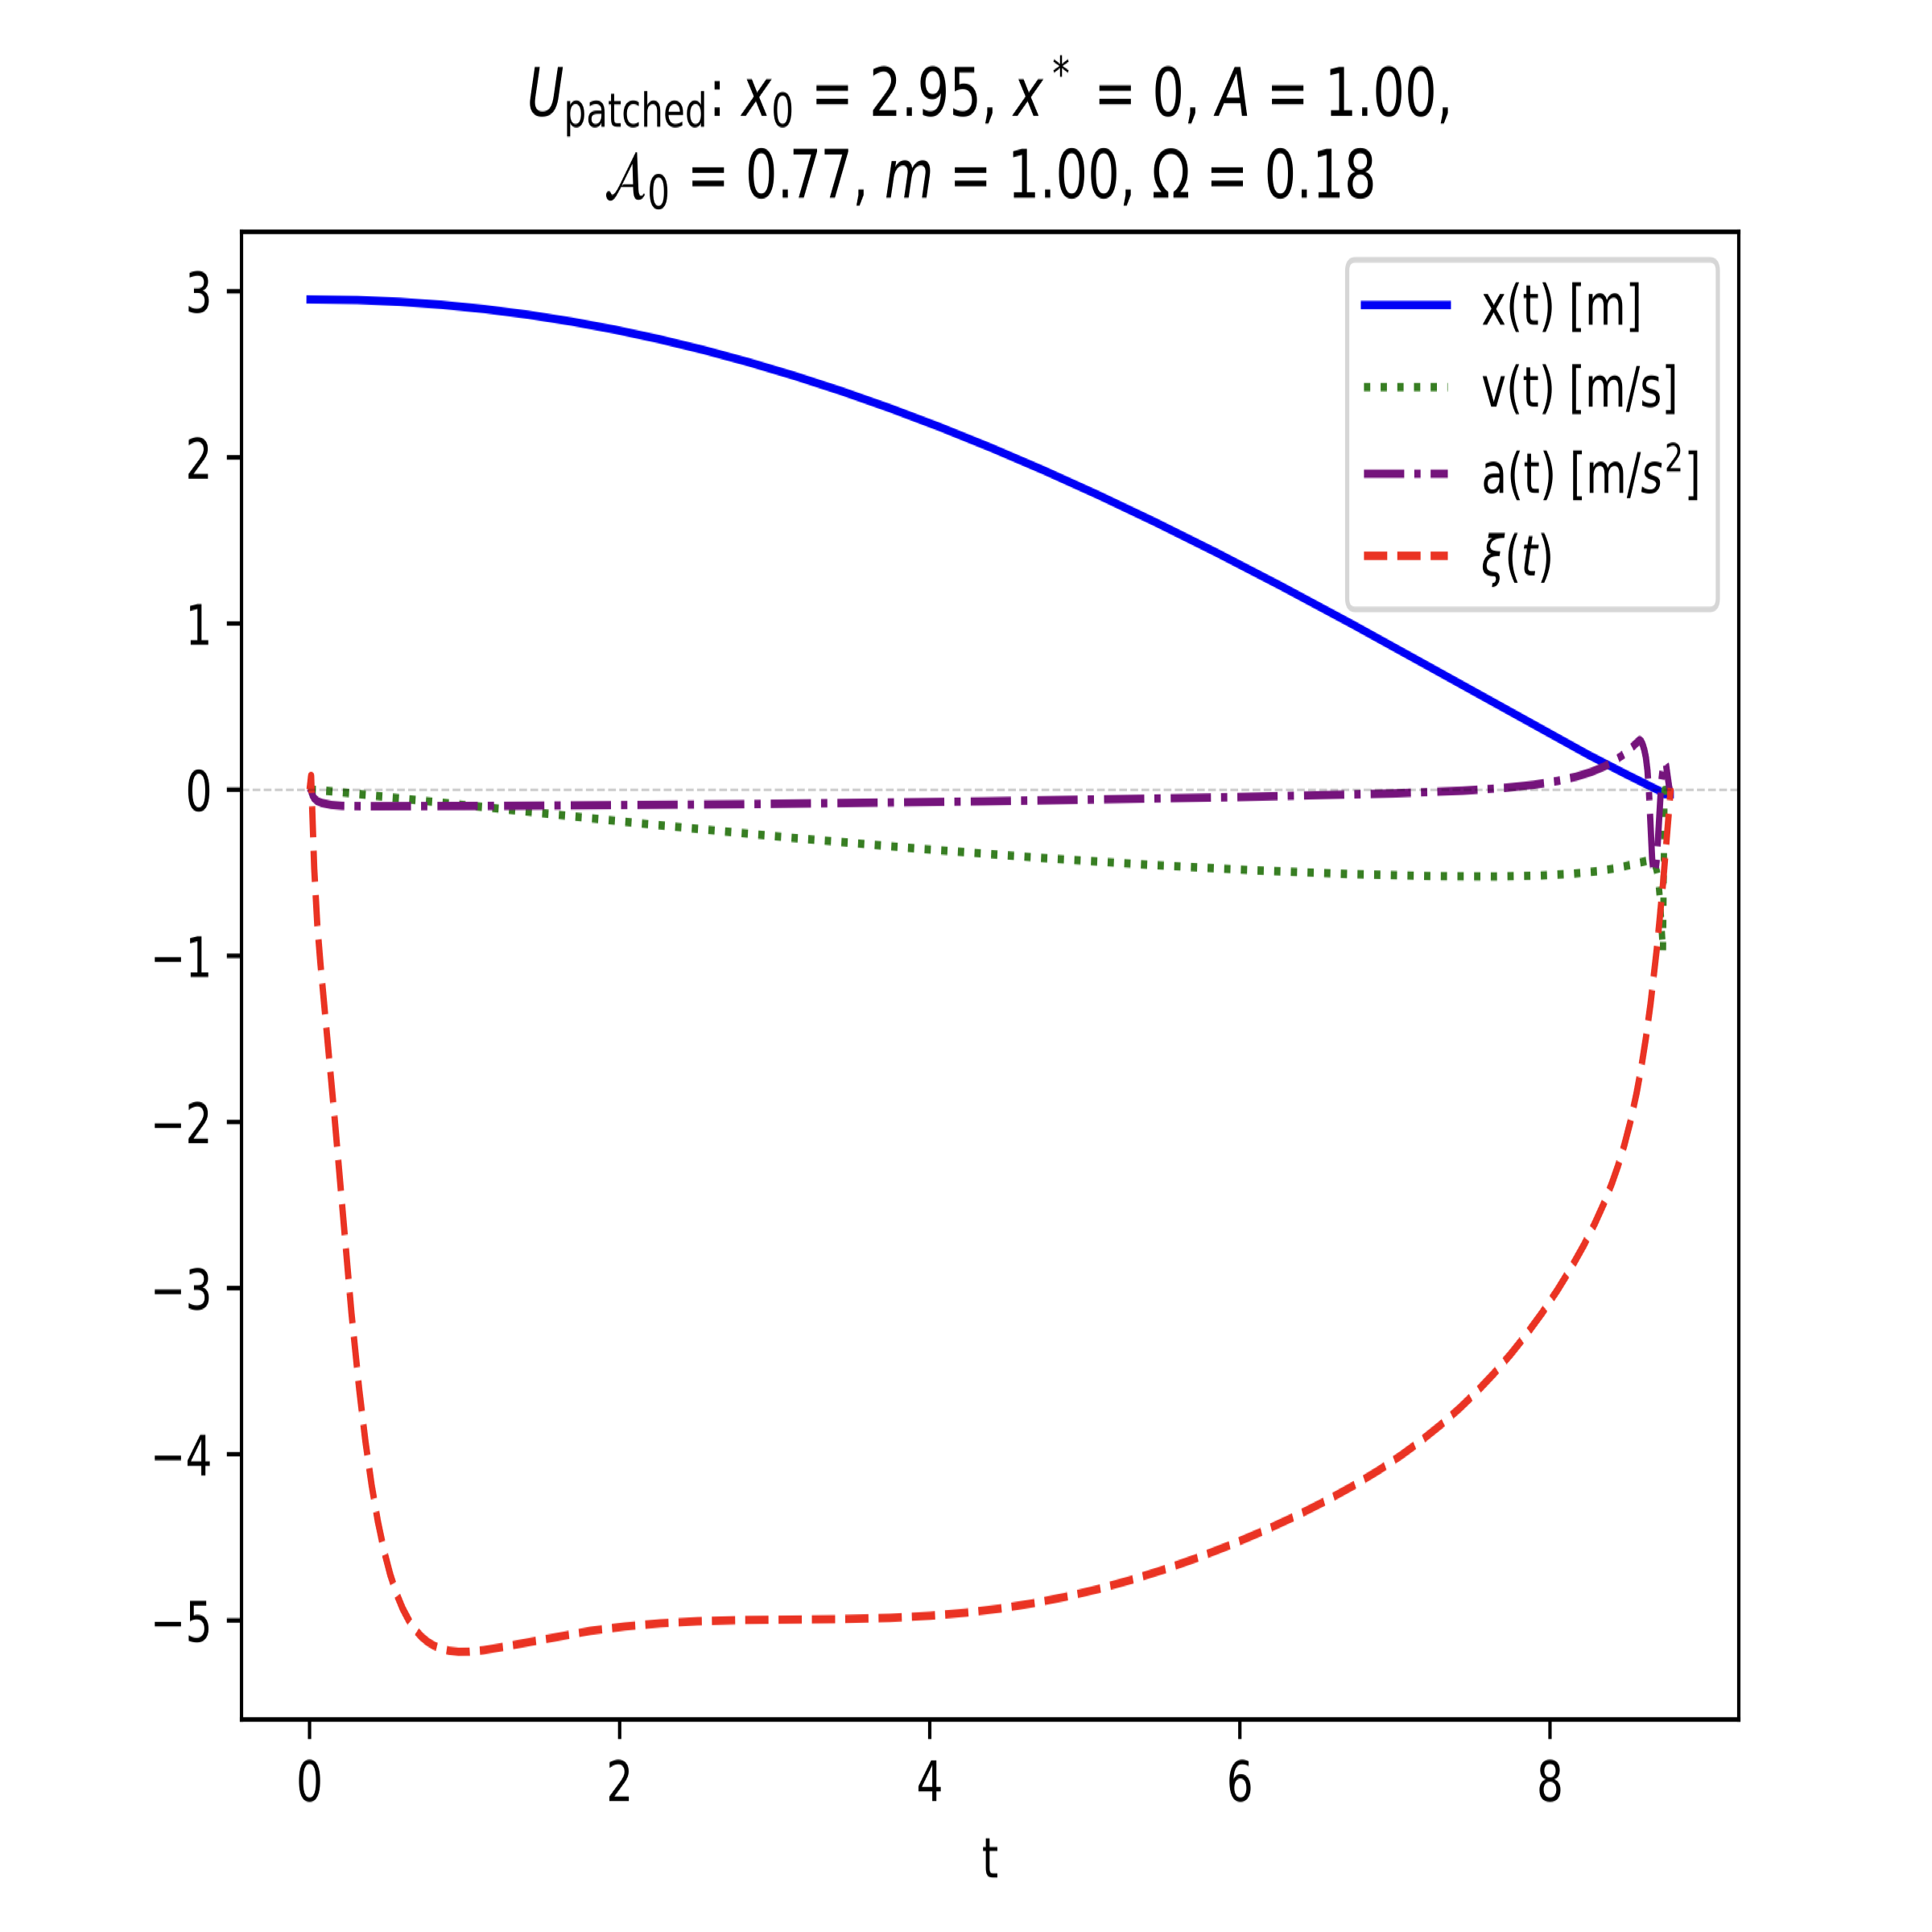 U_patched: x₀ = 2.95, x* = 0, A = 1.00,
𝒜₀ = 0.77, m = 1.00, Ω = 0.18
x(t) [m]
v(t) [m/s]
a(t) [m/s²]
ξ(t)
3
2
1
0
−1
−2
−3
−4
−5
0 2 4 6 8
t